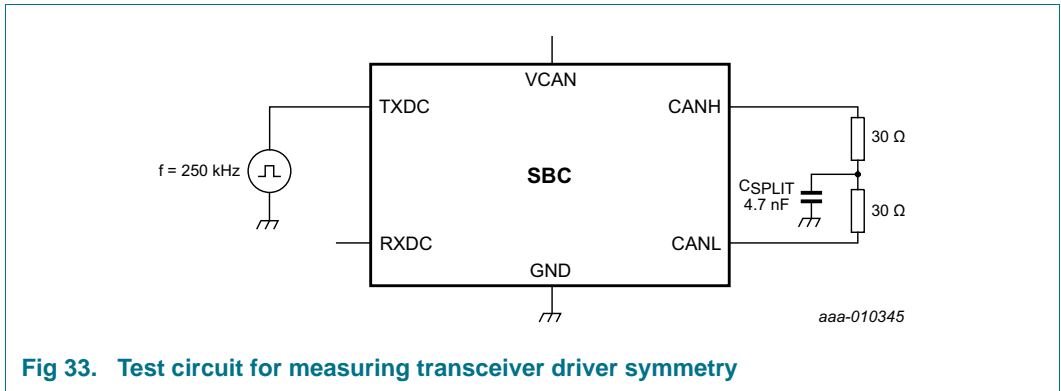 VCAN
TXDC
CANH
30 Ω
f = 250 kHz
SBC
CSPLIT
4.7 nF
30 Ω
RXDC
CANL
GND
aaa-010345
Fig 33. Test circuit for measuring transceiver driver symmetry